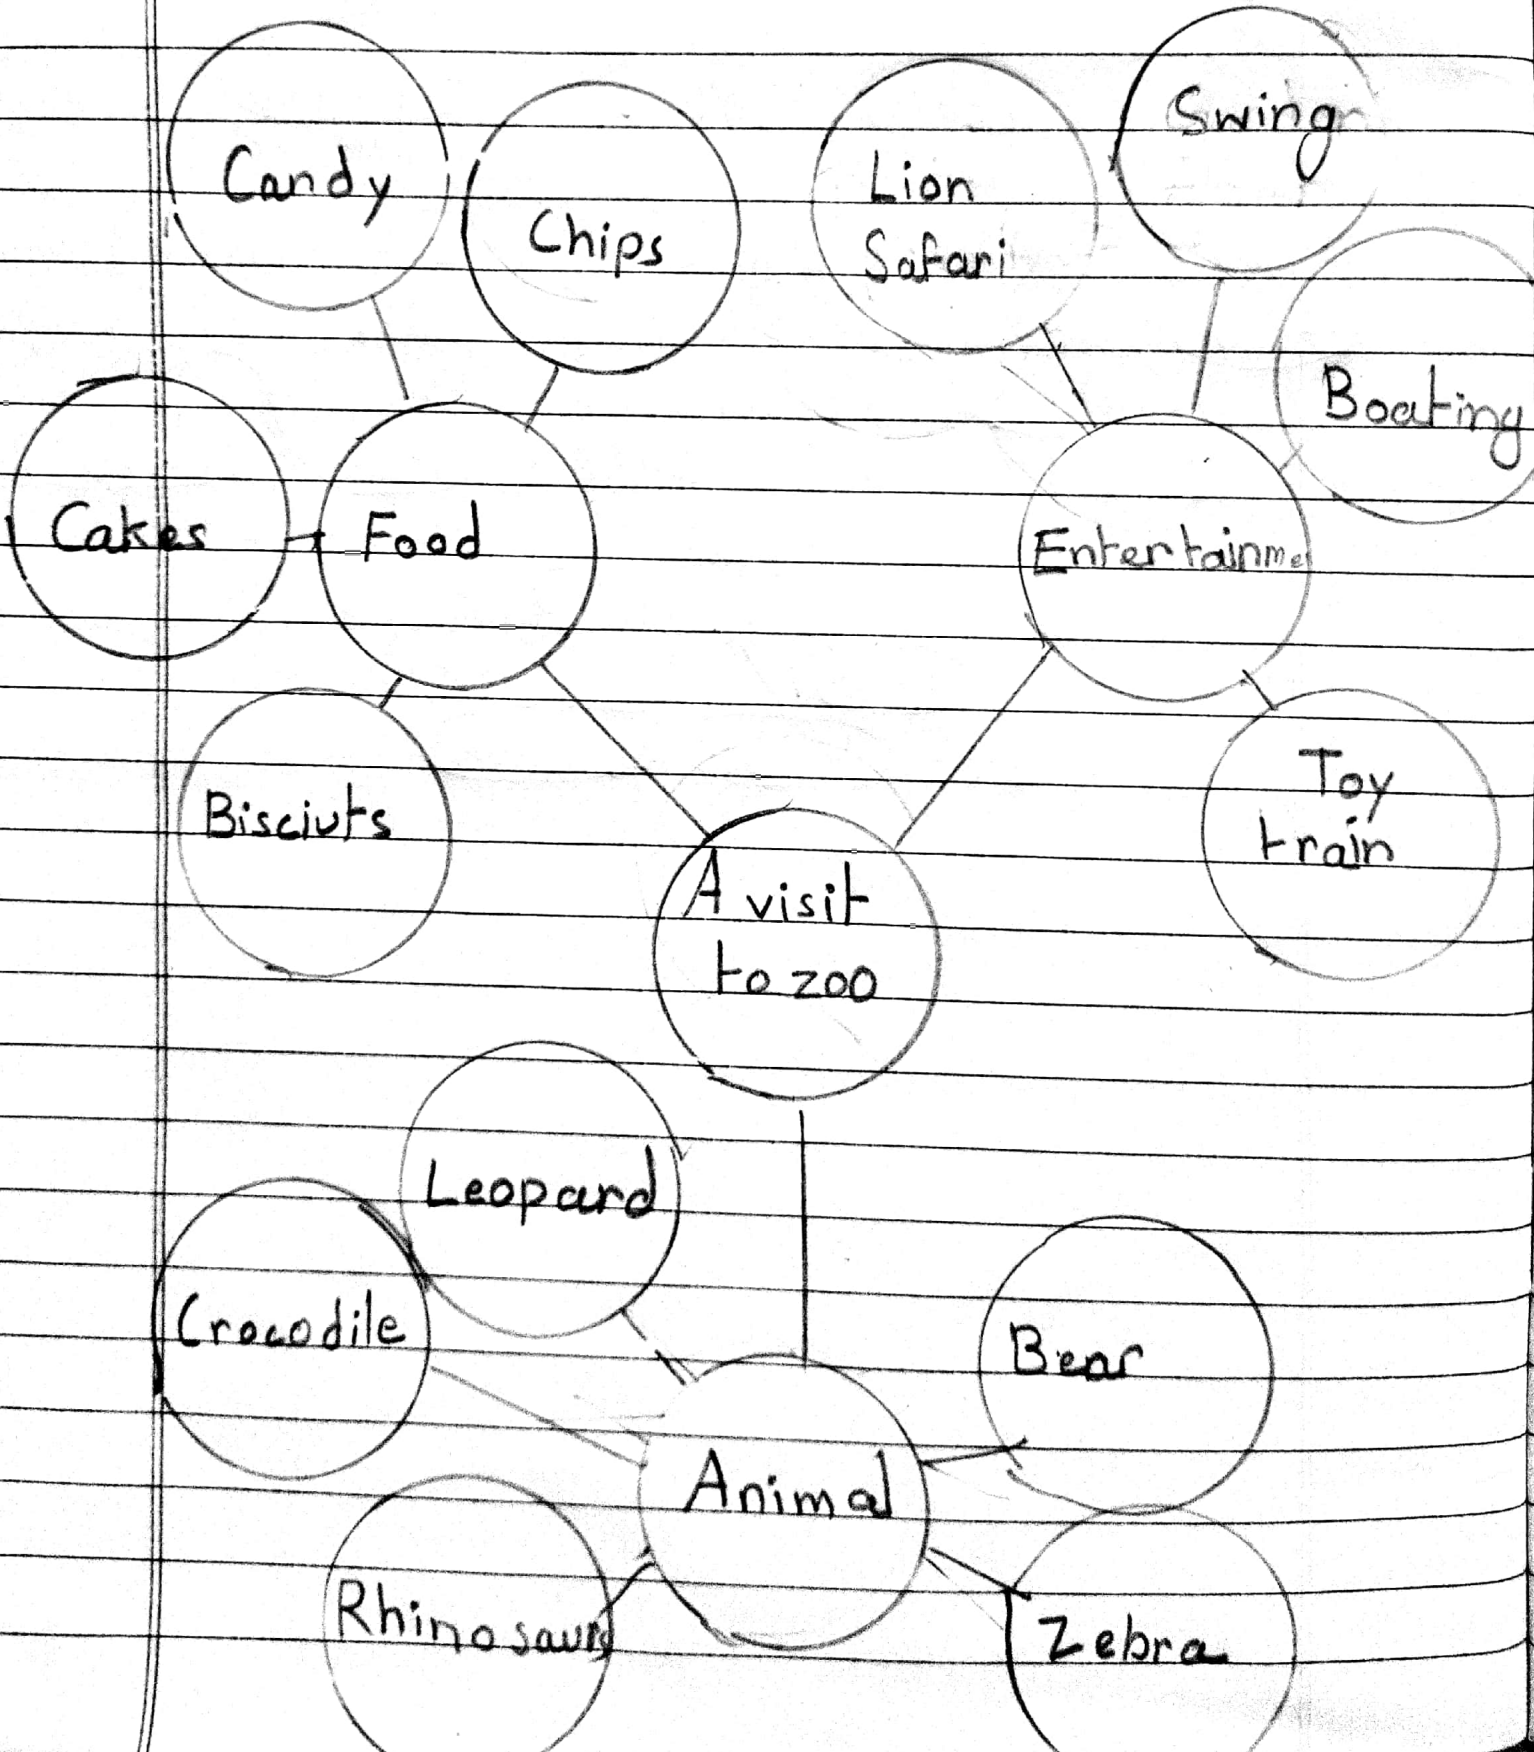 Candy
Chips
Lion
Safari
Swing
Boating
Cakes
Food
Entertainme
Bisciuts
Toy
train
A visit
to zoo
Leopard
Crocodile
Bear
Animal
Rhinosaurs
Zebra